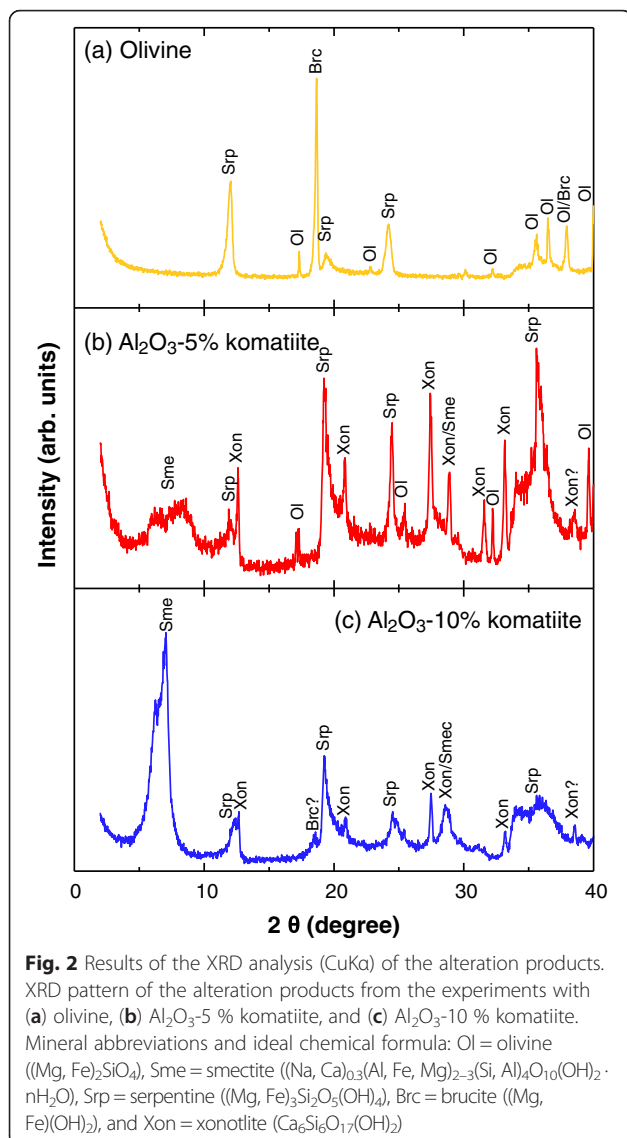 (a) Olivine
Srp
Ol
Brc
Srp
Ol
Srp
Ol
Ol
Ol
Ol/Brc
Ol
(b) Al₂O₃-5% komatiite
Sme
Srp
Xon
Ol
Srp
Xon
Srp
Ol
Xon
Xon/Sme
Xon
Ol
Xon
Srp
Xon?
Ol
(c) Al₂O₃-10% komatiite
Sme
Srp
Xon
Brc?
Srp
Xon
Srp
Xon
Xon/Smec
Xon
Srp
Xon?
Intensity (arb. units)
0 10 20 30 40
2 θ (degree)
Fig. 2 Results of the XRD analysis (CuKα) of the alteration products.
XRD pattern of the alteration products from the experiments with
(a) olivine, (b) Al₂O₃-5 % komatiite, and (c) Al₂O₃-10 % komatiite.
Mineral abbreviations and ideal chemical formula: Ol = olivine
((Mg, Fe)₂SiO₄), Sme = smectite ((Na, Ca)₀.₃(Al, Fe, Mg)₂₋₃(Si, Al)₄O₁₀(OH)₂ ·
nH₂O), Srp = serpentine ((Mg, Fe)₃Si₂O₅(OH)₄), Brc = brucite ((Mg,
Fe)(OH)₂), and Xon = xonotlite (Ca₆Si₆O₁₇(OH)₂)